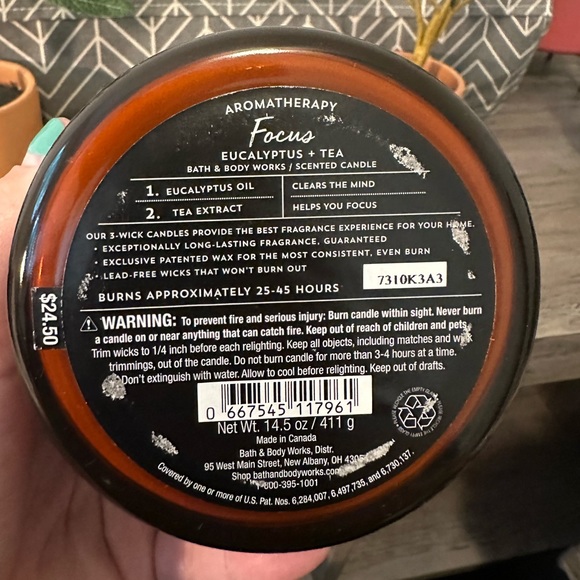 AROMATHERAPY
Focus
EUCALYPTUS + TEA
BATH & BODY WORKS / SCENTED CANDLE
1. EUCALYPTUS OIL CLEARS THE MIND
2. TEA EXTRACT HELPS YOU FOCUS
OUR 3-WICK CANDLES PROVIDE THE BEST FRAGRANCE EXPERIENCE FOR YOUR HOME.
• EXCEPTIONALLY LONG-LASTING FRAGRANCE, GUARANTEED
• EXCLUSIVE PATENTED WAX FOR THE MOST CONSISTENT, EVEN BURN
• LEAD-FREE WICKS THAT WON'T BURN OUT
7310K3A3
BURNS APPROXIMATELY 25-45 HOURS
$24.50
WARNING: To prevent fire and serious injury: Burn candle within sight. Never burn
a candle on or near anything that can catch fire. Keep out of reach of children and pets.
Trim wicks to 1/4 inch before each relighting. Keep all objects, including matches and wick
trimmings, out of the candle. Do not burn candle for more than 3-4 hours at a time.
Don't extinguish with water. Allow to cool before relighting. Keep out of drafts.
0 667545 117961
Net Wt. 14.5 oz / 411 g
Made in Canada
Bath & Body Works, Distr.
95 West Main Street, New Albany, OH
Shop bathandbodyworks.com
1-800-395-1001
Covered by one or more of U.S. Pat. Nos. 6,284,007, 6,497,735, and 6,730,137.